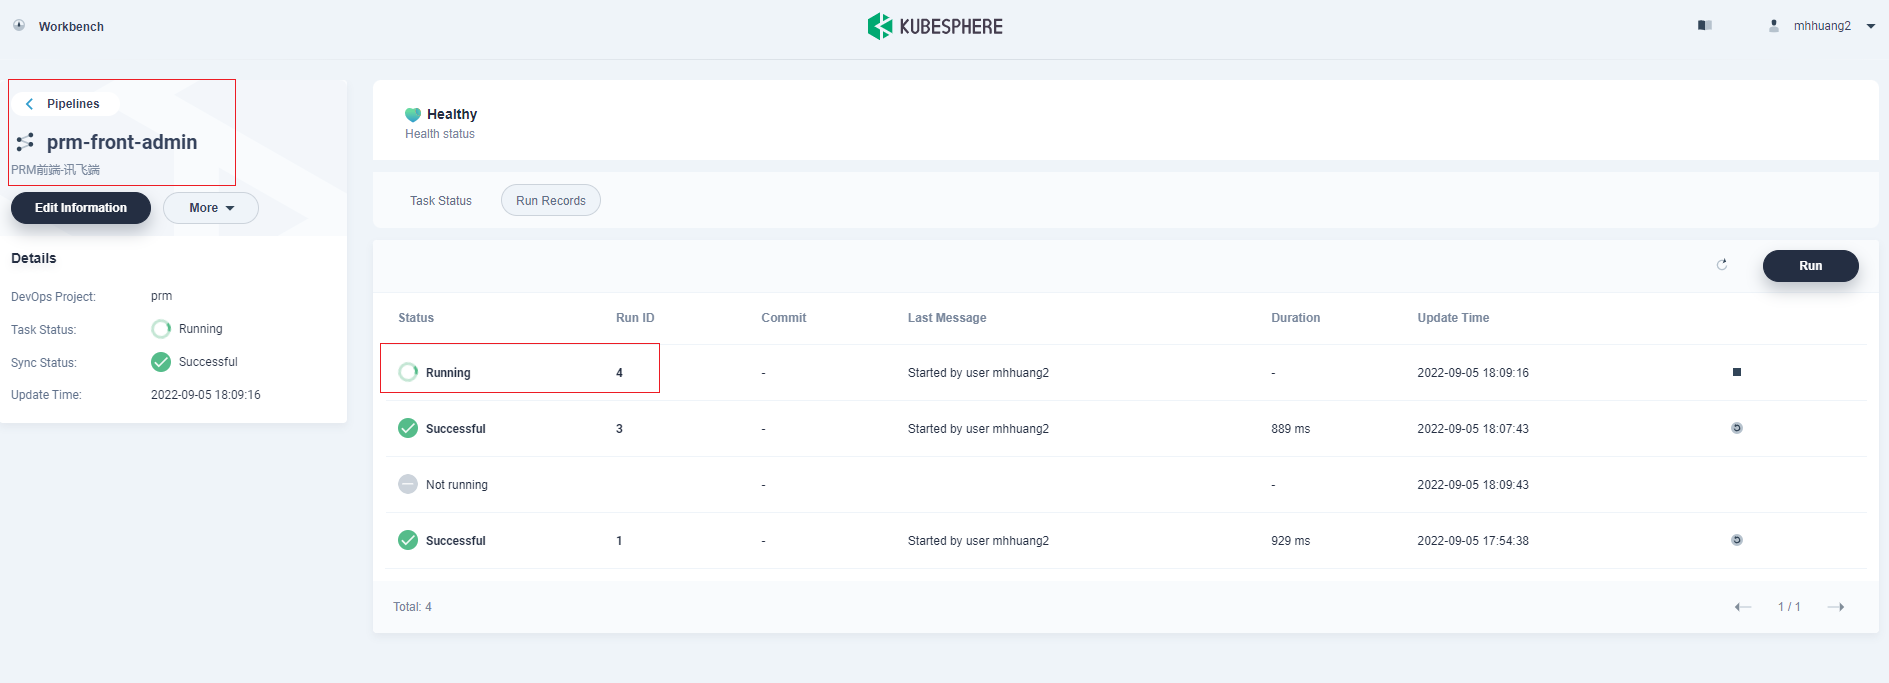 Workbench
KUBESPHERE
mhhuang2
Pipelines
prm-front-admin
PRM前端-讯飞端
Edit Information
More
Details
DevOps Project: prm
Task Status: Running
Sync Status: Successful
Update Time: 2022-09-05 18:09:16
Healthy
Health status
Task Status Run Records
Run
Status Run ID Commit Last Message Duration Update Time
Running 4 - Started by user mhhuang2 - 2022-09-05 18:09:16
Successful 3 - Started by user mhhuang2 889 ms 2022-09-05 18:07:43
Not running - - 2022-09-05 18:09:43
Successful 1 - Started by user mhhuang2 929 ms 2022-09-05 17:54:38
Total: 4
1 / 1